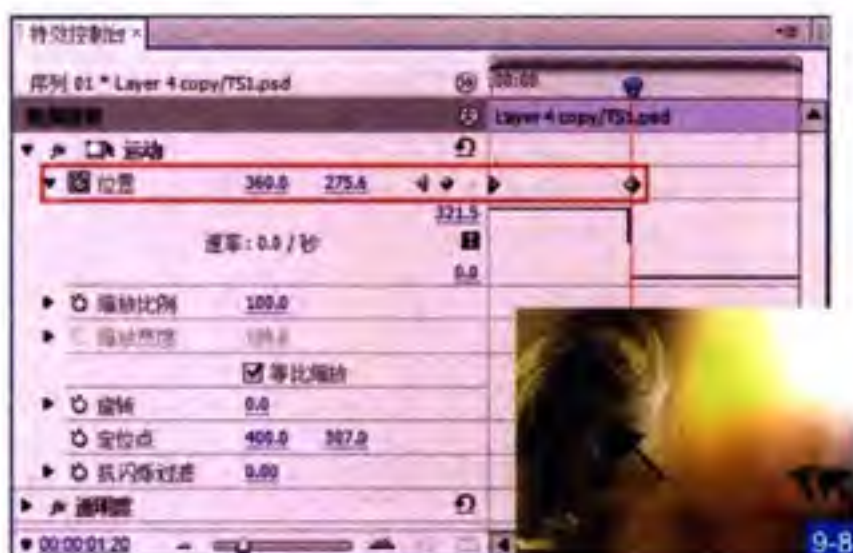 特效控制台 ×
序列 01 * Layer 4 copy/TS1.psd
:00:00
Layer 4 copy/TS1.psd
运动
位置 360.0 275.6
321.5
速率: 0.0 / 秒
0.0
缩放比例 100.0
等比缩放
旋转 0.0
定位点 400.0 307.0
抗闪烁过滤 0.00
透明度
00:00:01:20
9-8